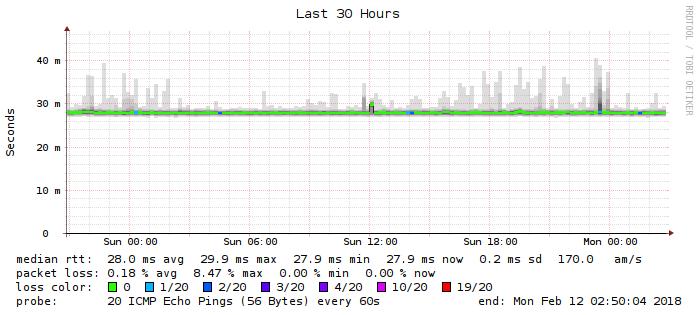 Last 30 Hours
RRDTOOL / TOBI OETIKER
Seconds
40 m
30 m
20 m
10 m
0
Sun 00:00 Sun 06:00 Sun 12:00 Sun 18:00 Mon 00:00
median rtt: 28.0 ms avg 29.9 ms max 27.9 ms min 27.9 ms now 0.2 ms sd 170.0 am/s
packet loss: 0.18 % avg 8.47 % max 0.00 % min 0.00 % now
loss color: 0 1/20 2/20 3/20 4/20 10/20 19/20
probe: 20 ICMP Echo Pings (56 Bytes) every 60s end: Mon Feb 12 02:50:04 2018